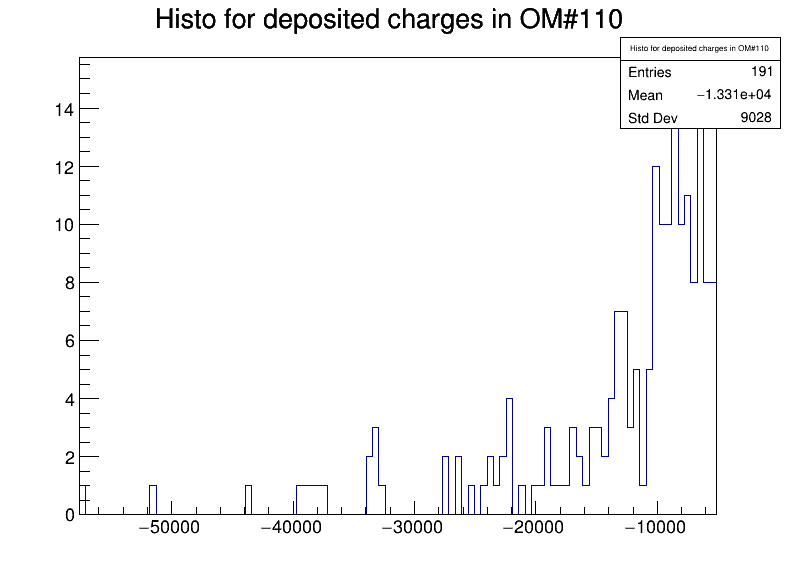 Histo for deposited charges in OM#110
Histo for deposited charges in OM#110
Entries 191
Mean −1.331e+04
Std Dev 9028
14
12
10
8
6
4
2
0
−50000 −40000 −30000 −20000 −10000